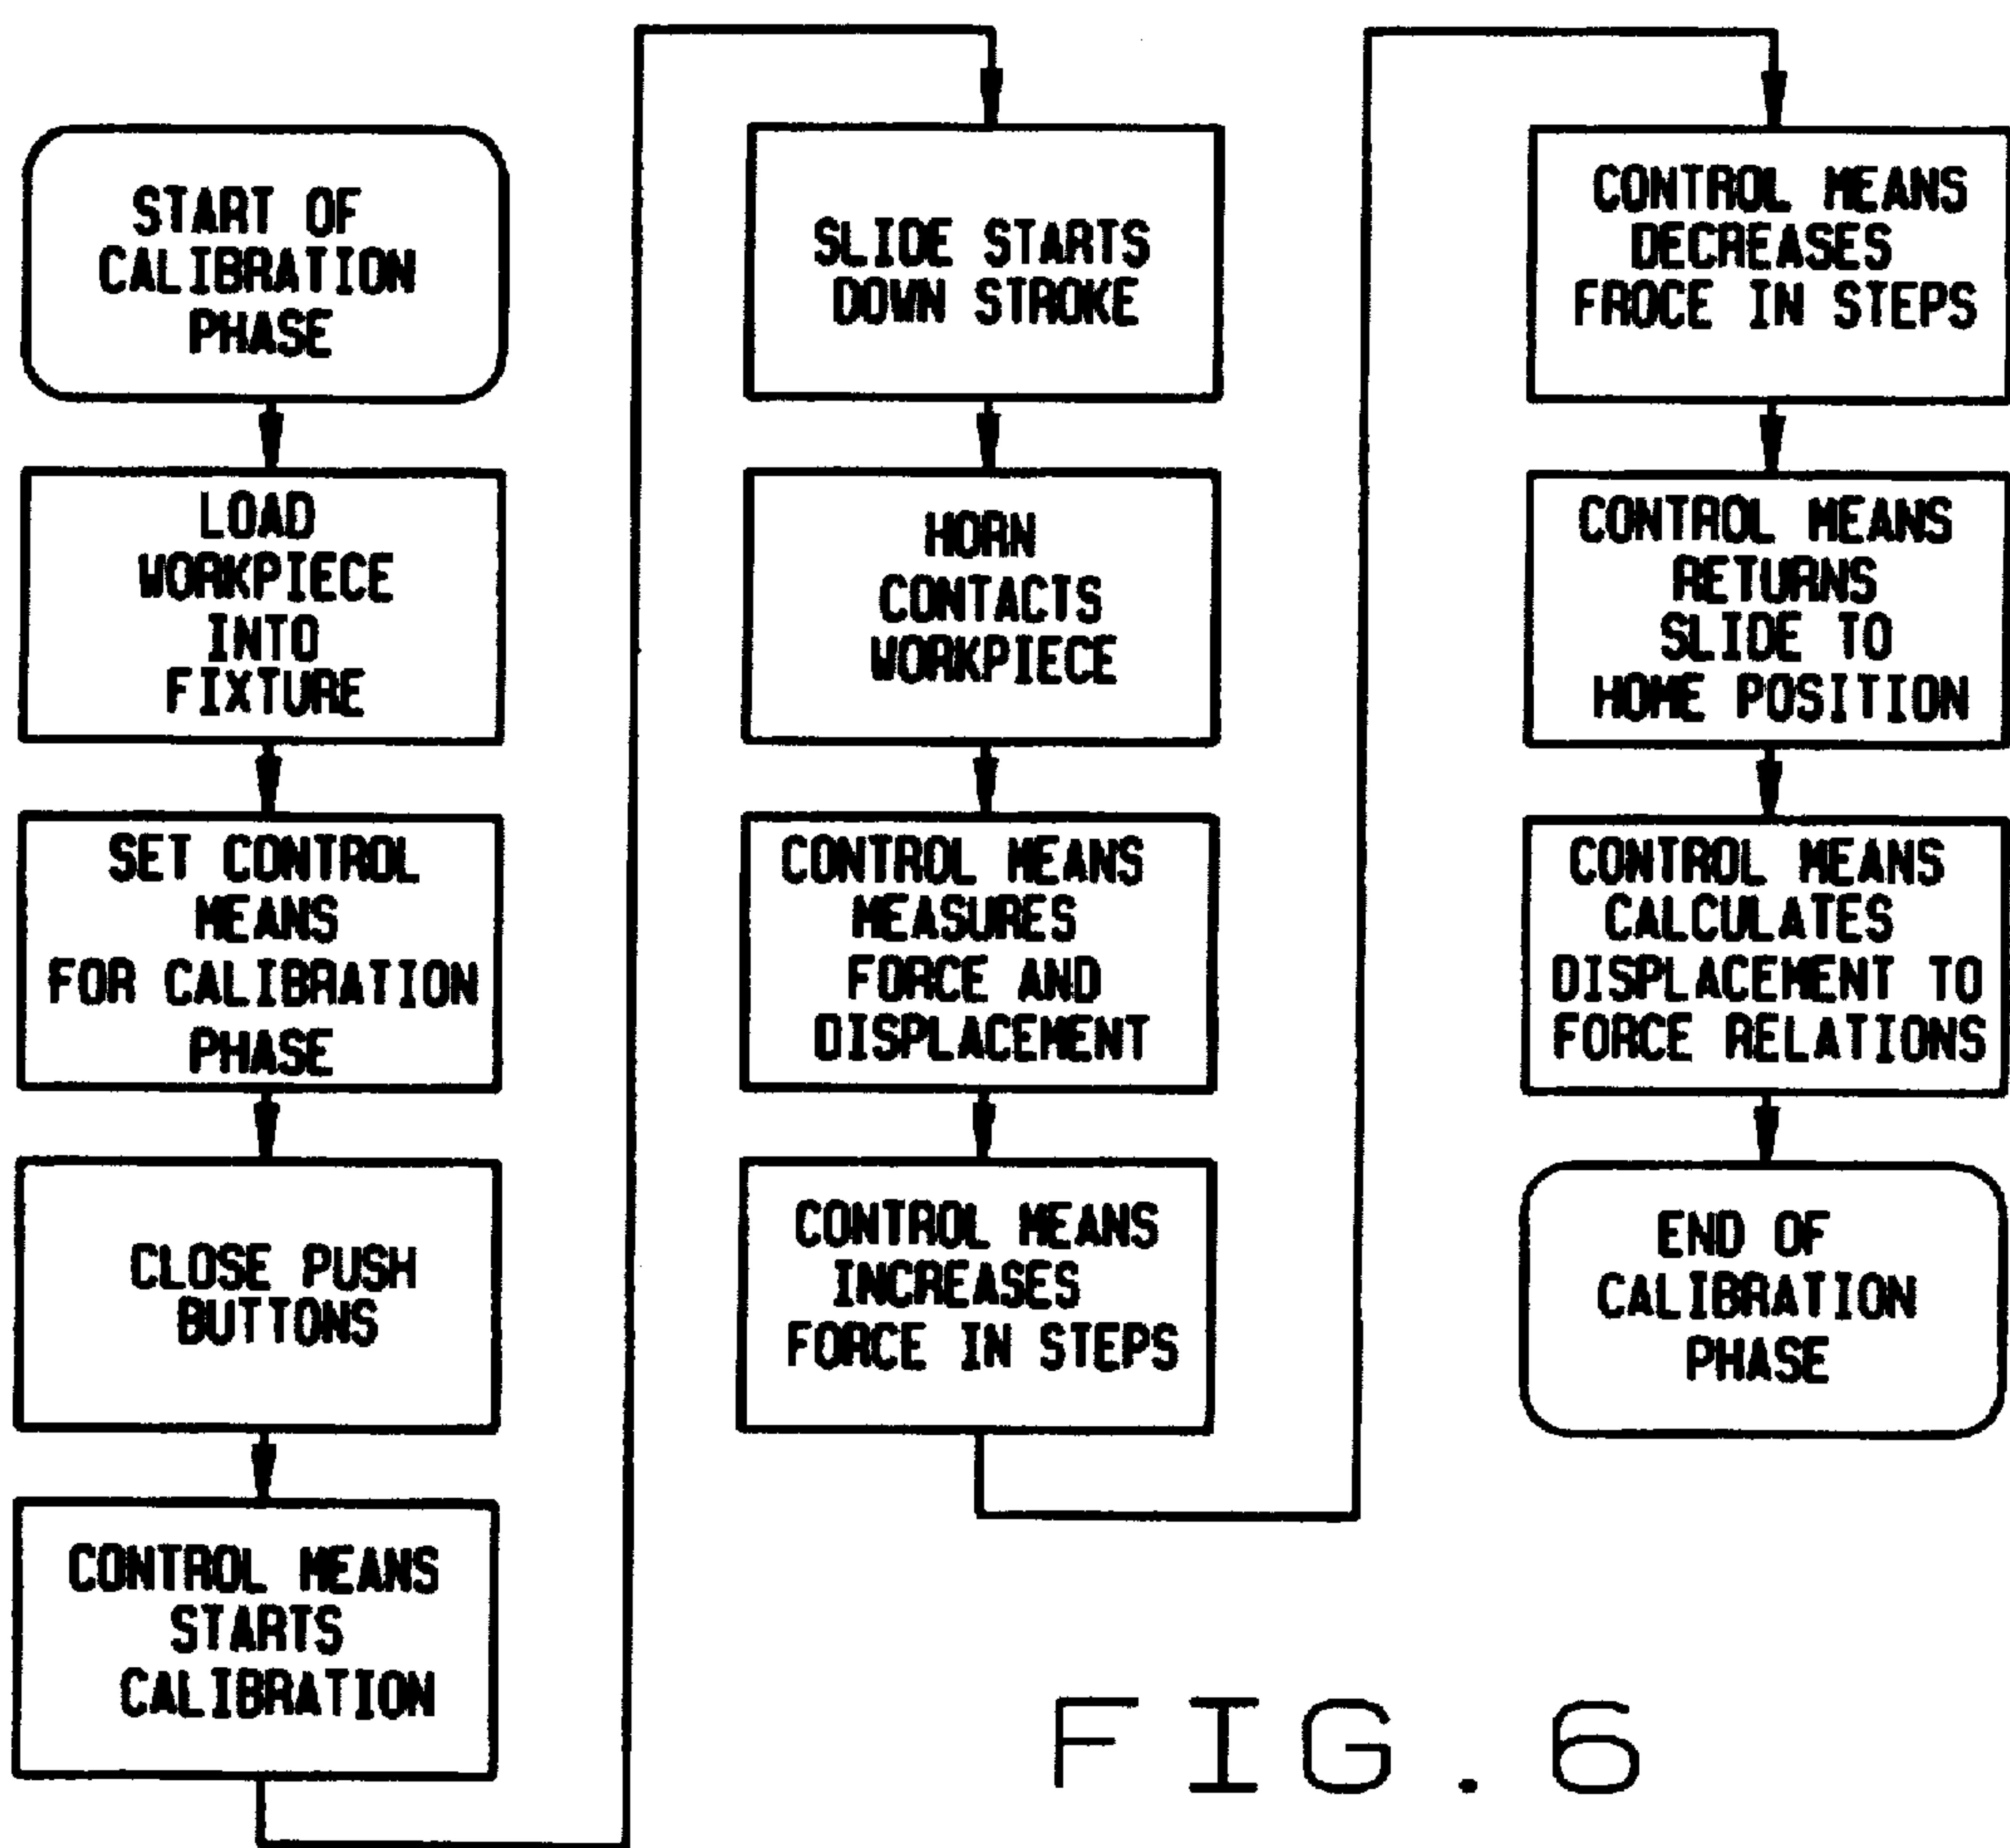 START OF
CALIBRATION
PHASE
LOAD
WORKPIECE
INTO
FIXTURE
SET CONTROL
MEANS
FOR CALIBRATION
PHASE
CLOSE PUSH
BUTTONS
CONTROL MEANS
STARTS
CALIBRATION
SLIDE STARTS
DOWN STROKE
HORN
CONTACTS
WORKPIECE
CONTROL MEANS
MEASURES
FORCE AND
DISPLACEMENT
CONTROL MEANS
INCREASES
FORCE IN STEPS
CONTROL MEANS
DECREASES
FROCE IN STEPS
CONTROL MEANS
RETURNS
SLIDE TO
HOME POSITION
CONTROL MEANS
CALCULATES
DISPLACEMENT TO
FORCE RELATIONS
END OF
CALIBRATION
PHASE
FIG.6